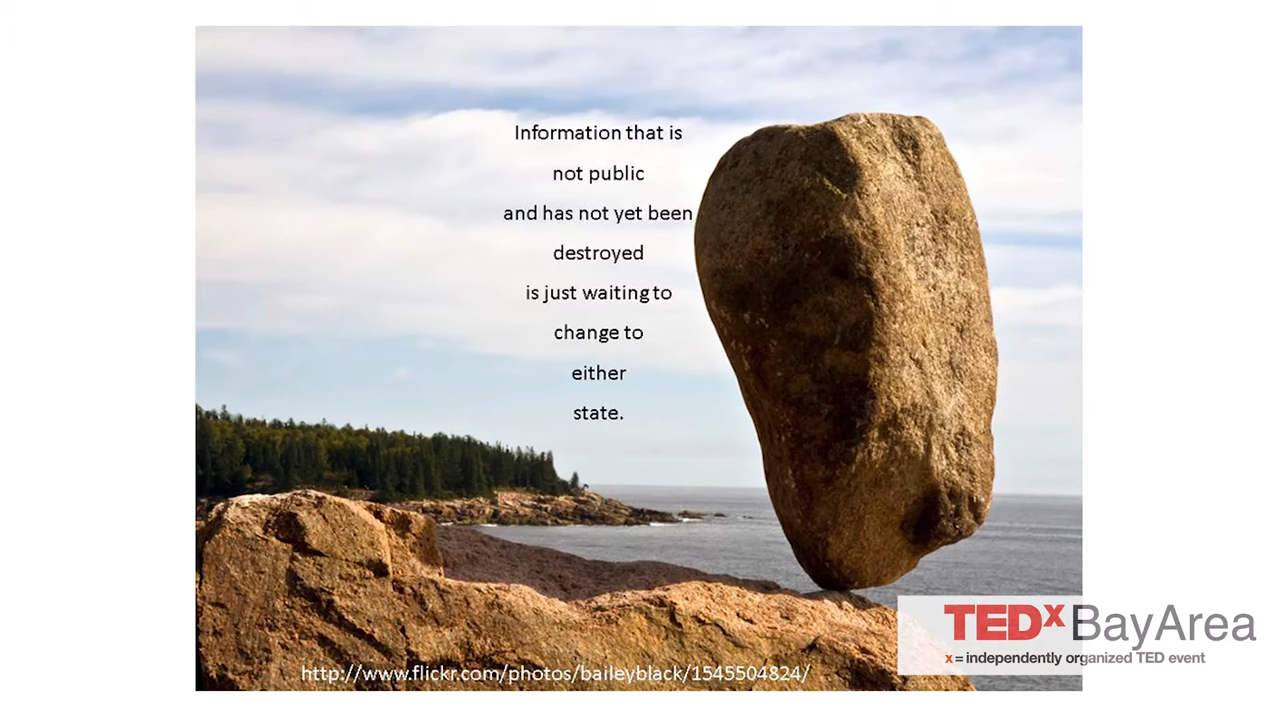 Information that is
not public
and has not yet been
destroyed
is just waiting to
change to
either
state.
http://www.flickr.com/photos/baileyblack/1545504824/
TEDx BayArea
x = independently organized TED event